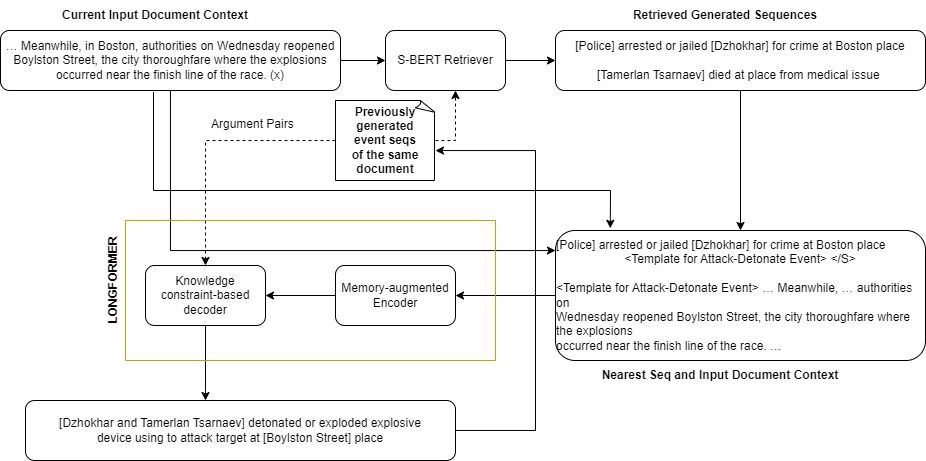 Current Input Document Context
Retrieved Generated Sequences
... Meanwhile, in Boston, authorities on Wednesday reopened
Boylston Street, the city thoroughfare where the explosions
occurred near the finish line of the race. (x)
S-BERT Retriever
[Police] arrested or jailed [Dzhokhar] for crime at Boston place
[Tamerlan Tsarnaev] died at place from medical issue
Argument Pairs
Previously
generated
event seqs
of the same
document
LONGFORMER
Knowledge
constraint-based
decoder
Memory-augmented
Encoder
[Police] arrested or jailed [Dzhokhar] for crime at Boston place
<Template for Attack-Detonate Event> </S>
<Template for Attack-Detonate Event> ... Meanwhile, ... authorities
on
Wednesday reopened Boylston Street, the city thoroughfare where
the explosions
occurred near the finish line of the race. ...
Nearest Seq and Input Document Context
[Dzhokhar and Tamerlan Tsarnaev] detonated or exploded explosive
device using to attack target at [Boylston Street] place